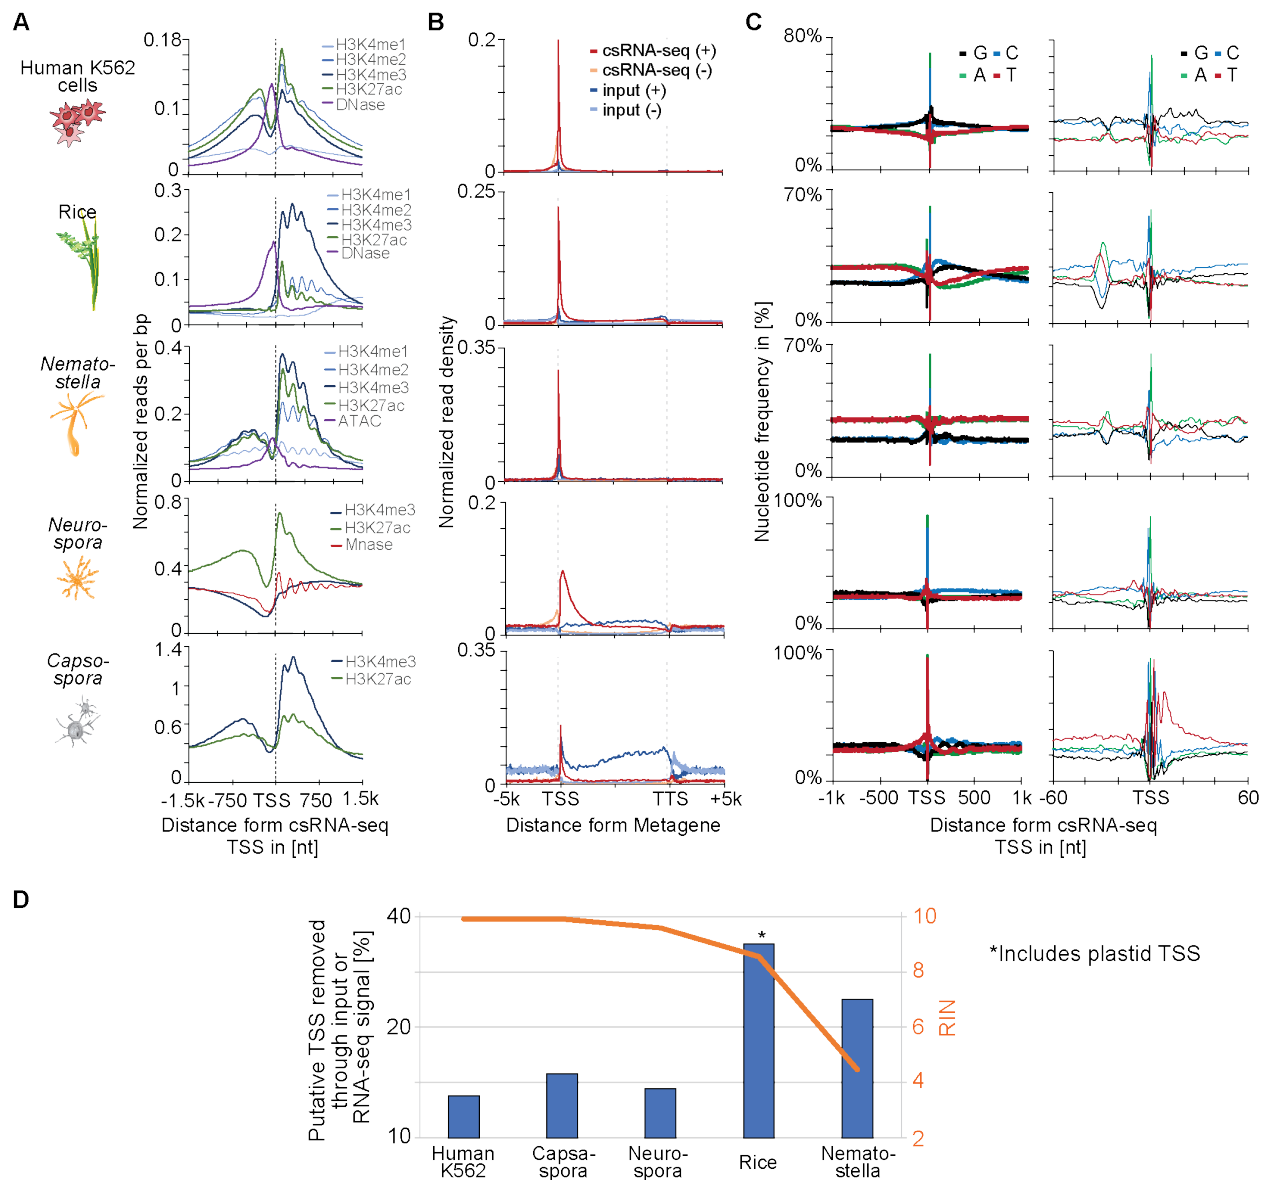 A
B
C
Human K562
cells
0.18
0.1
0
H3K4me1
H3K4me2
H3K4me3
H3K27ac
DNase
0.2
0.1
0
csRNA-seq (+)
csRNA-seq (-)
input (+)
input (-)
80%
60%
0%
G C
A T
G C
A T
Rice
0.3
0.2
0.1
0
H3K4me1
H3K4me2
H3K4me3
H3K27ac
DNase
0.25
0
70%
0%
Nemato-
stella
0.4
0.2
0
H3K4me1
H3K4me2
H3K4me3
H3K27ac
ATAC
0.35
0
70%
0%
Neuro-
spora
0.8
0.4
0
H3K4me3
H3K27ac
Mnase
0.2
0
100%
0%
Capso-
spora
1.4
1
0.6
0
H3K4me3
H3K27ac
0.35
0
100%
0%
Normalized reads per bp
Normalized read density
Nucleotide frequency in [%]
-1.5k -750 TSS 750 1.5k
Distance form csRNA-seq
TSS in [nt]
-5k TSS TTS +5k
Distance form Metagene
-1k -500 TSS 500 1k
-60 TSS 60
Distance form csRNA-seq
TSS in [nt]
D
Putative TSS removed
through input or
RNA-seq signal [%]
40
20
10
*
10
8
6
4
2
RIN
*Includes plastid TSS
Human
K562
Capsa-
spora
Neuro-
spora
Rice
Nemato-
stella